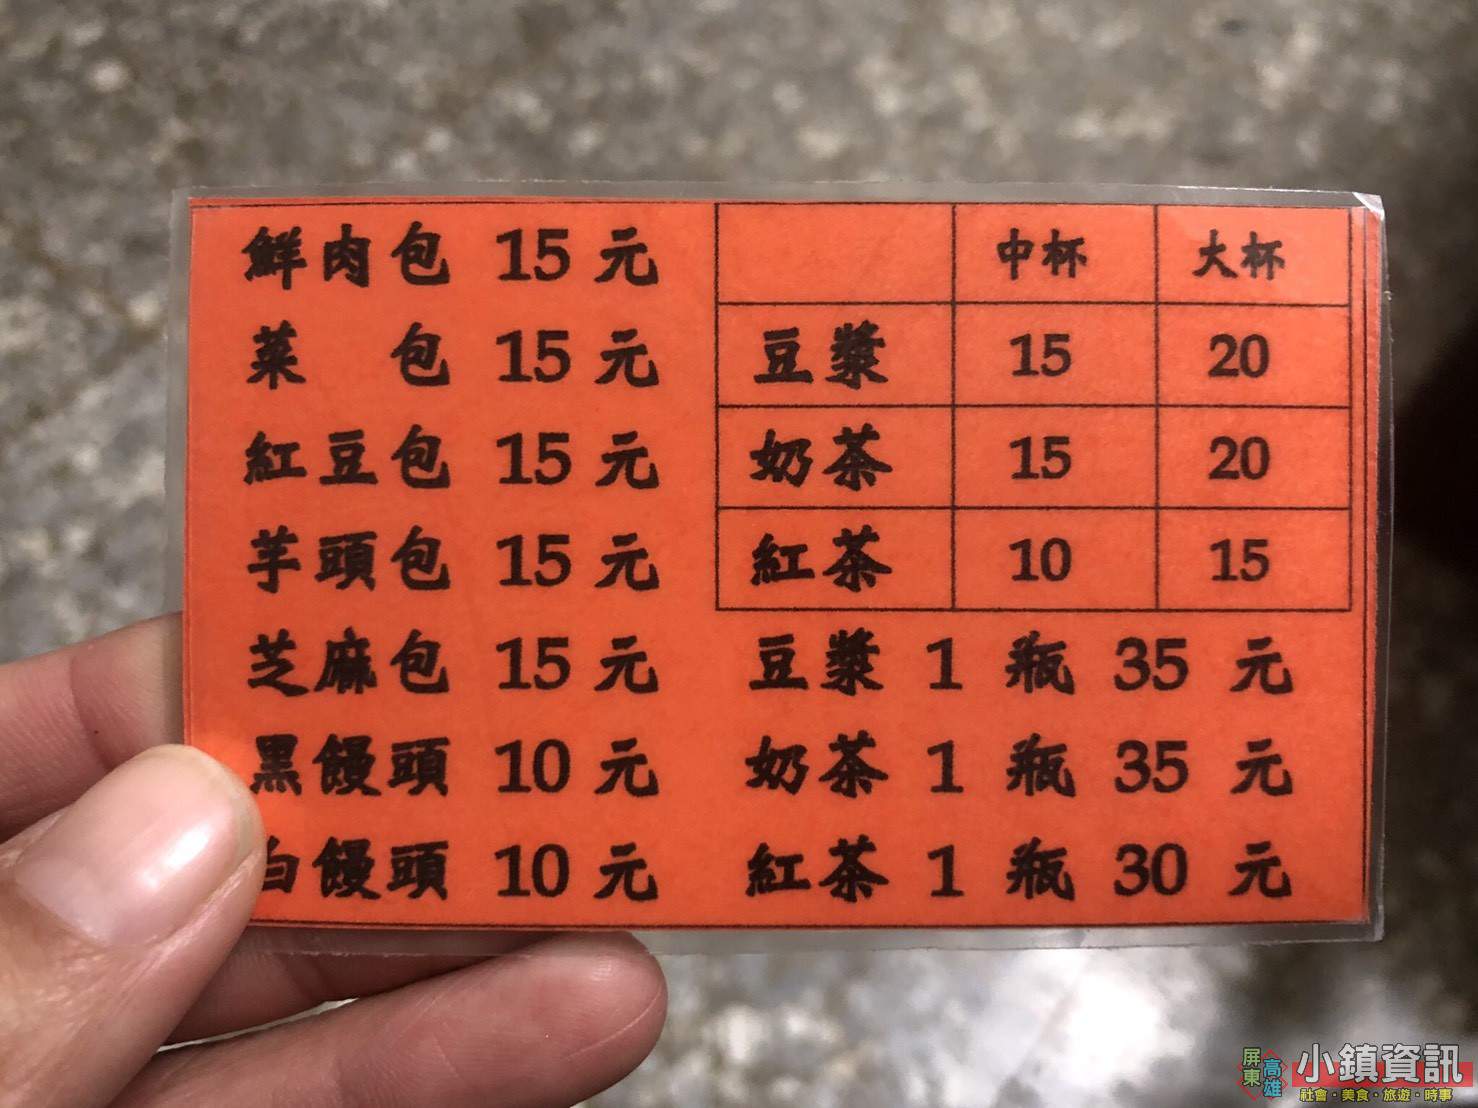 鮮肉包 15 元
菜 包 15 元
紅豆包 15 元
芋頭包 15 元
芝麻包 15 元
黑饅頭 10 元
白饅頭 10 元
中杯 大杯
豆漿 15 20
奶茶 15 20
紅茶 10 15
豆漿 1 瓶 35 元
奶茶 1 瓶 35 元
紅茶 1 瓶 30 元
屏東 高雄 小鎮資訊
社會・美食・旅遊・時事